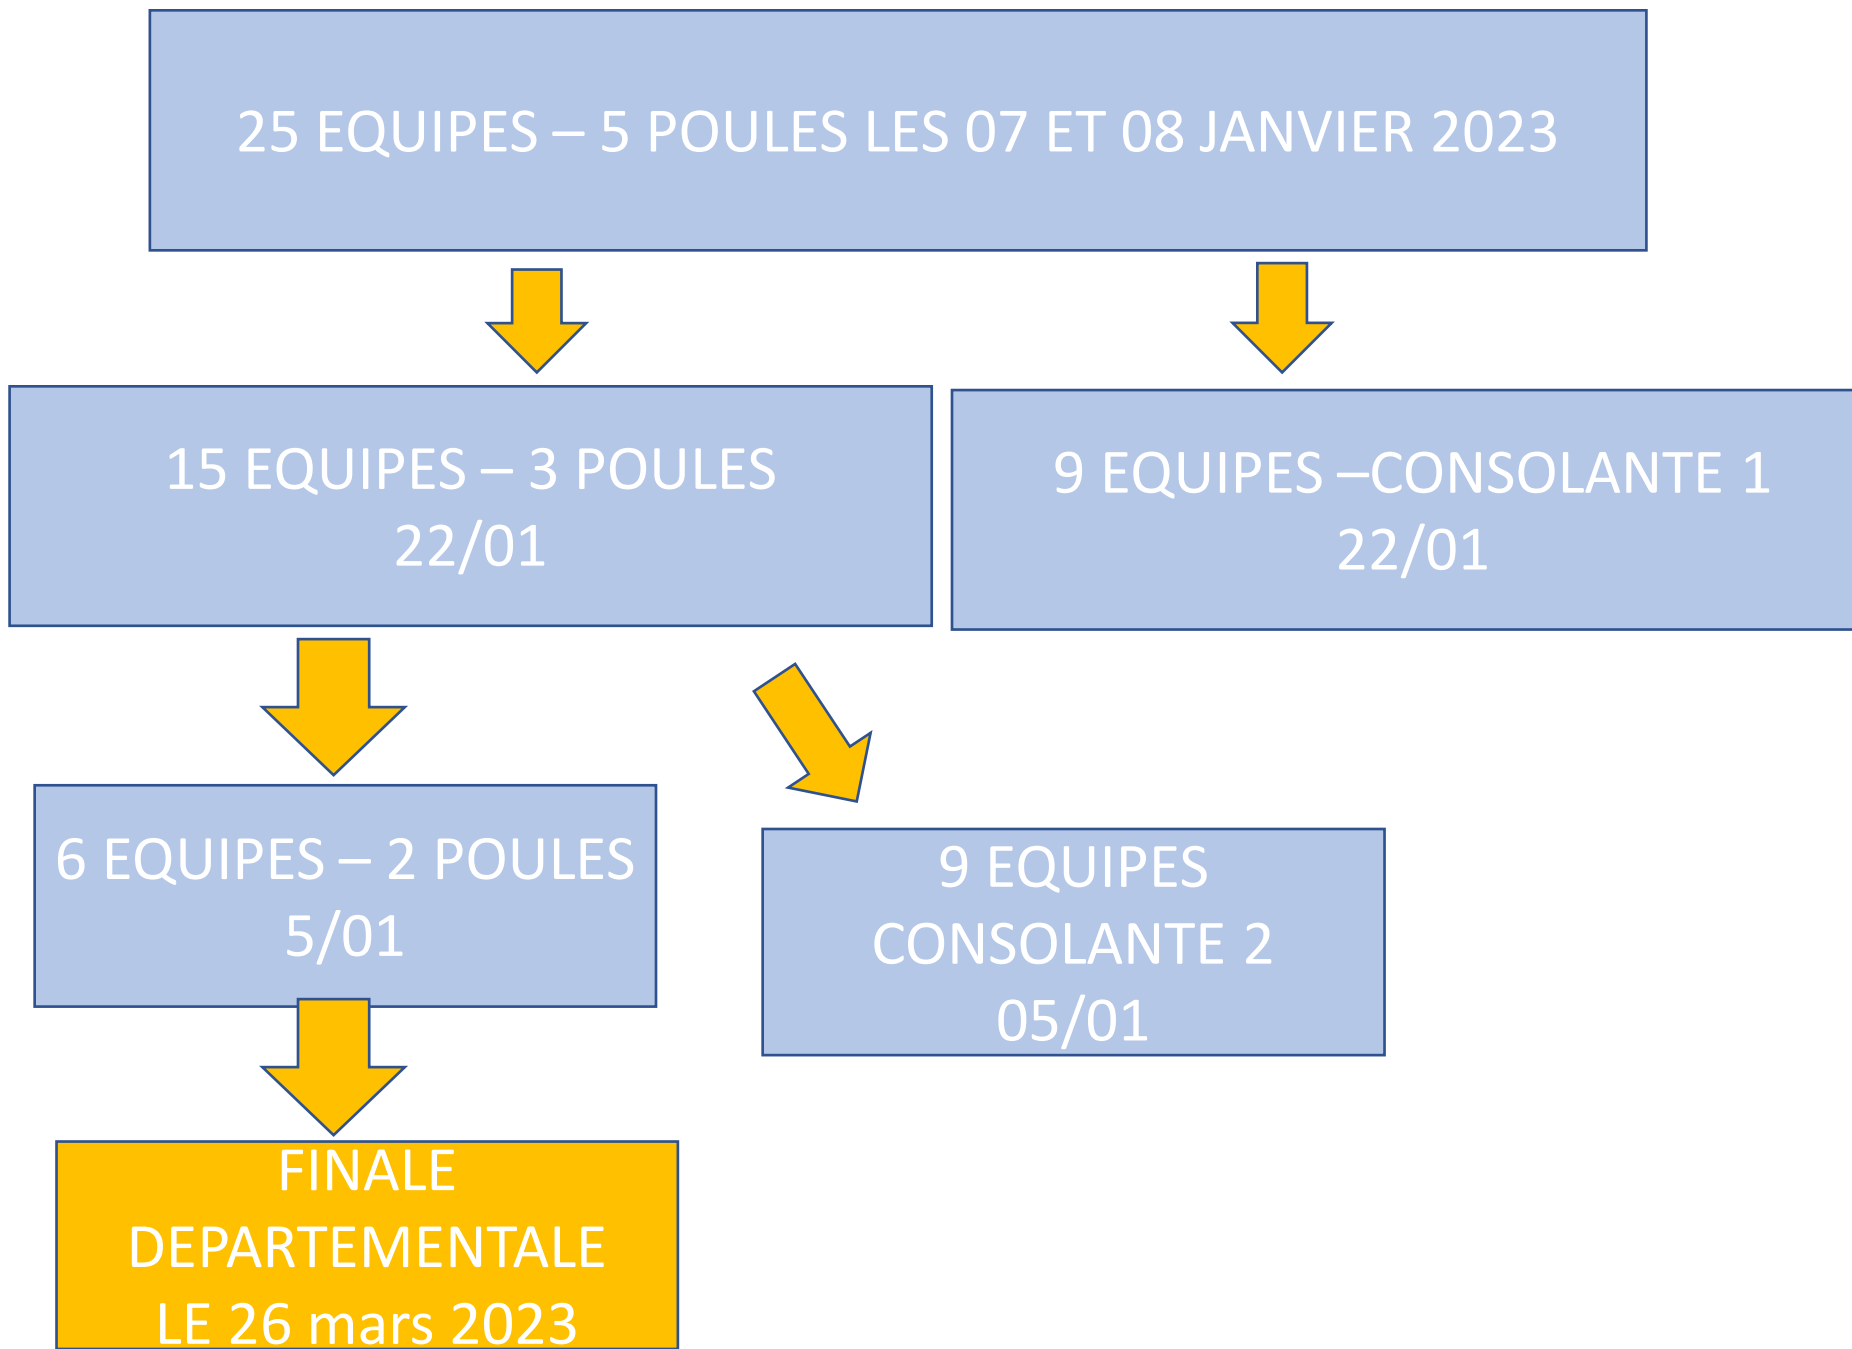 25 EQUIPES – 5 POULES LES 07 ET 08 JANVIER 2023
15 EQUIPES – 3 POULES
22/01
9 EQUIPES –CONSOLANTE 1
22/01
6 EQUIPES – 2 POULES
5/01
9 EQUIPES
CONSOLANTE 2
05/01
FINALE
DEPARTEMENTALE
LE 26 mars 2023